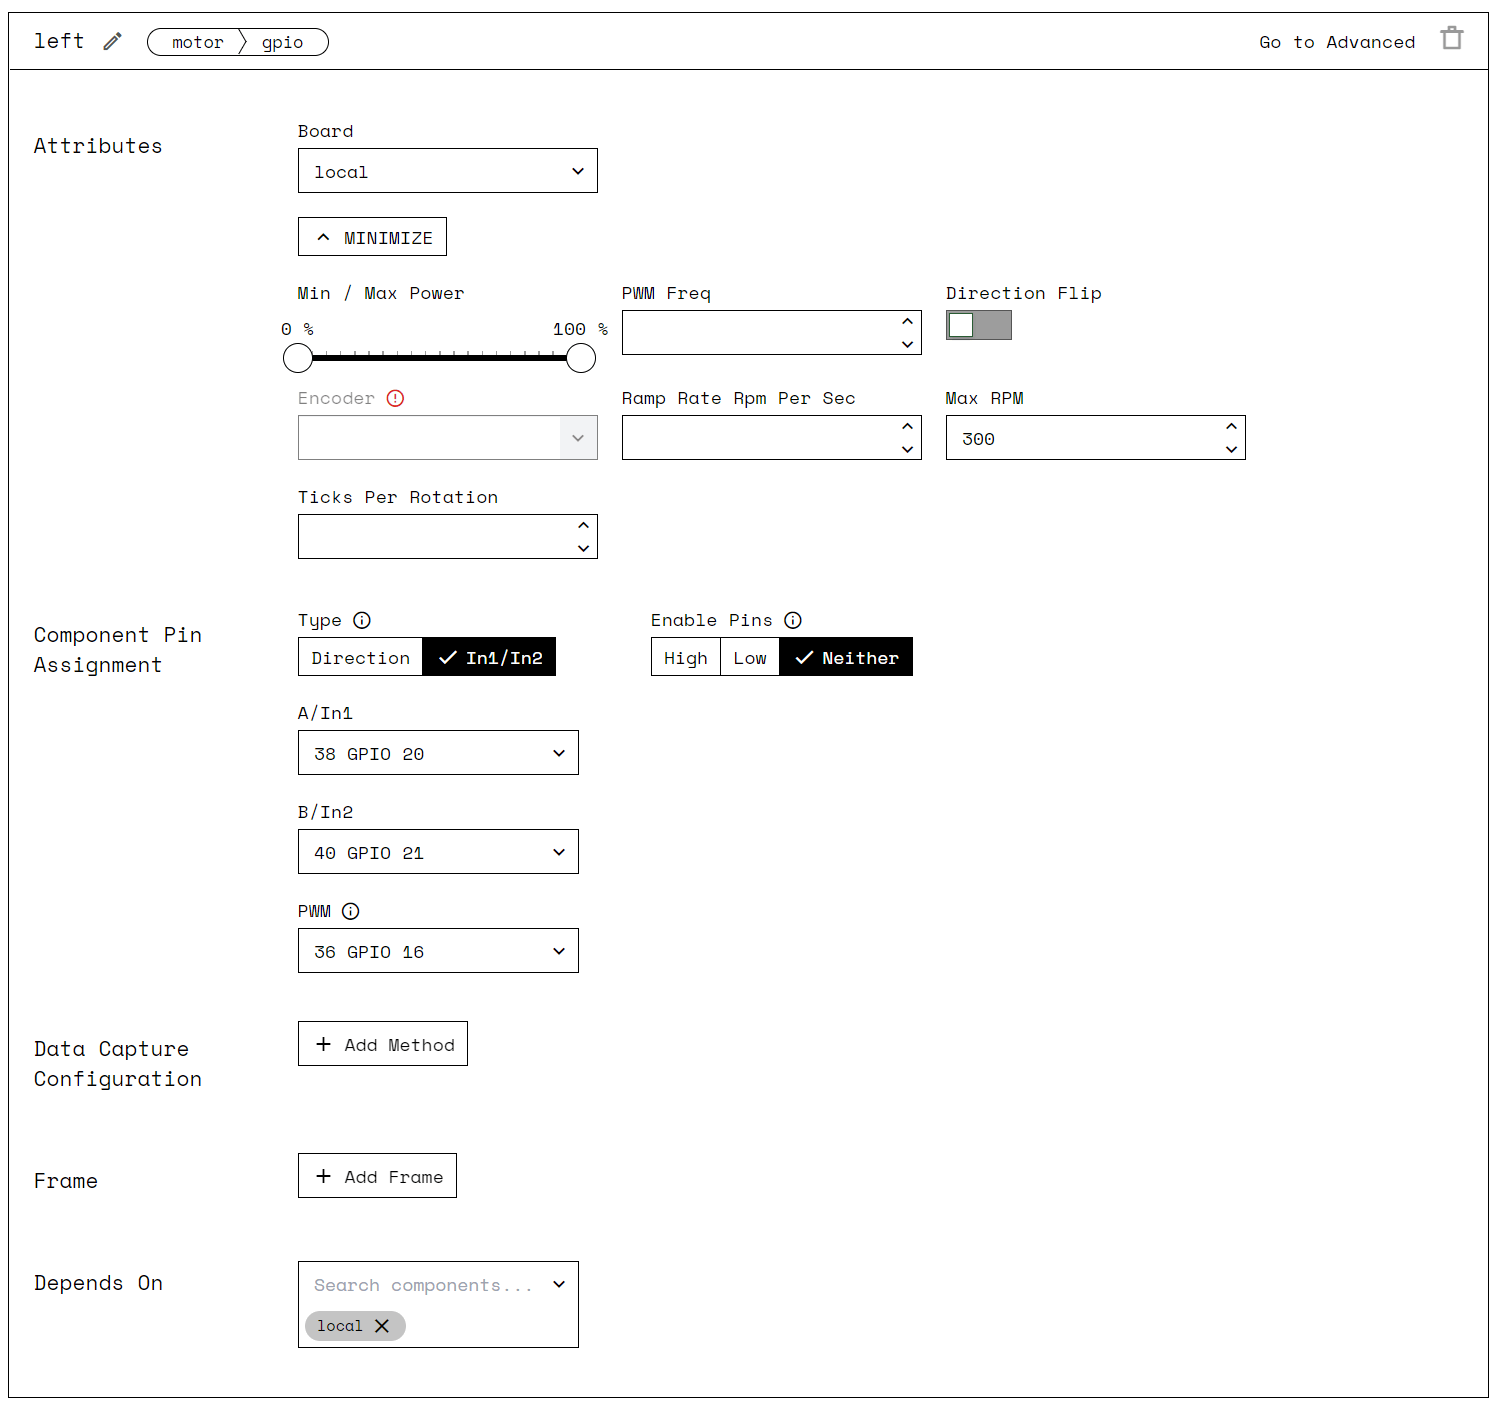 left motor gpio Go to Advanced
Attributes
Board
local
MINIMIZE
Min / Max Power
0 % 100 %
PWM Freq
Direction Flip
Encoder
Ramp Rate Rpm Per Sec
Max RPM
300
Ticks Per Rotation
Component Pin
Assignment
Type
Direction In1/In2
Enable Pins
High Low Neither
A/In1
38 GPIO 20
B/In2
40 GPIO 21
PWM
36 GPIO 16
Data Capture
Configuration
Add Method
Frame
Add Frame
Depends On
Search components...
local